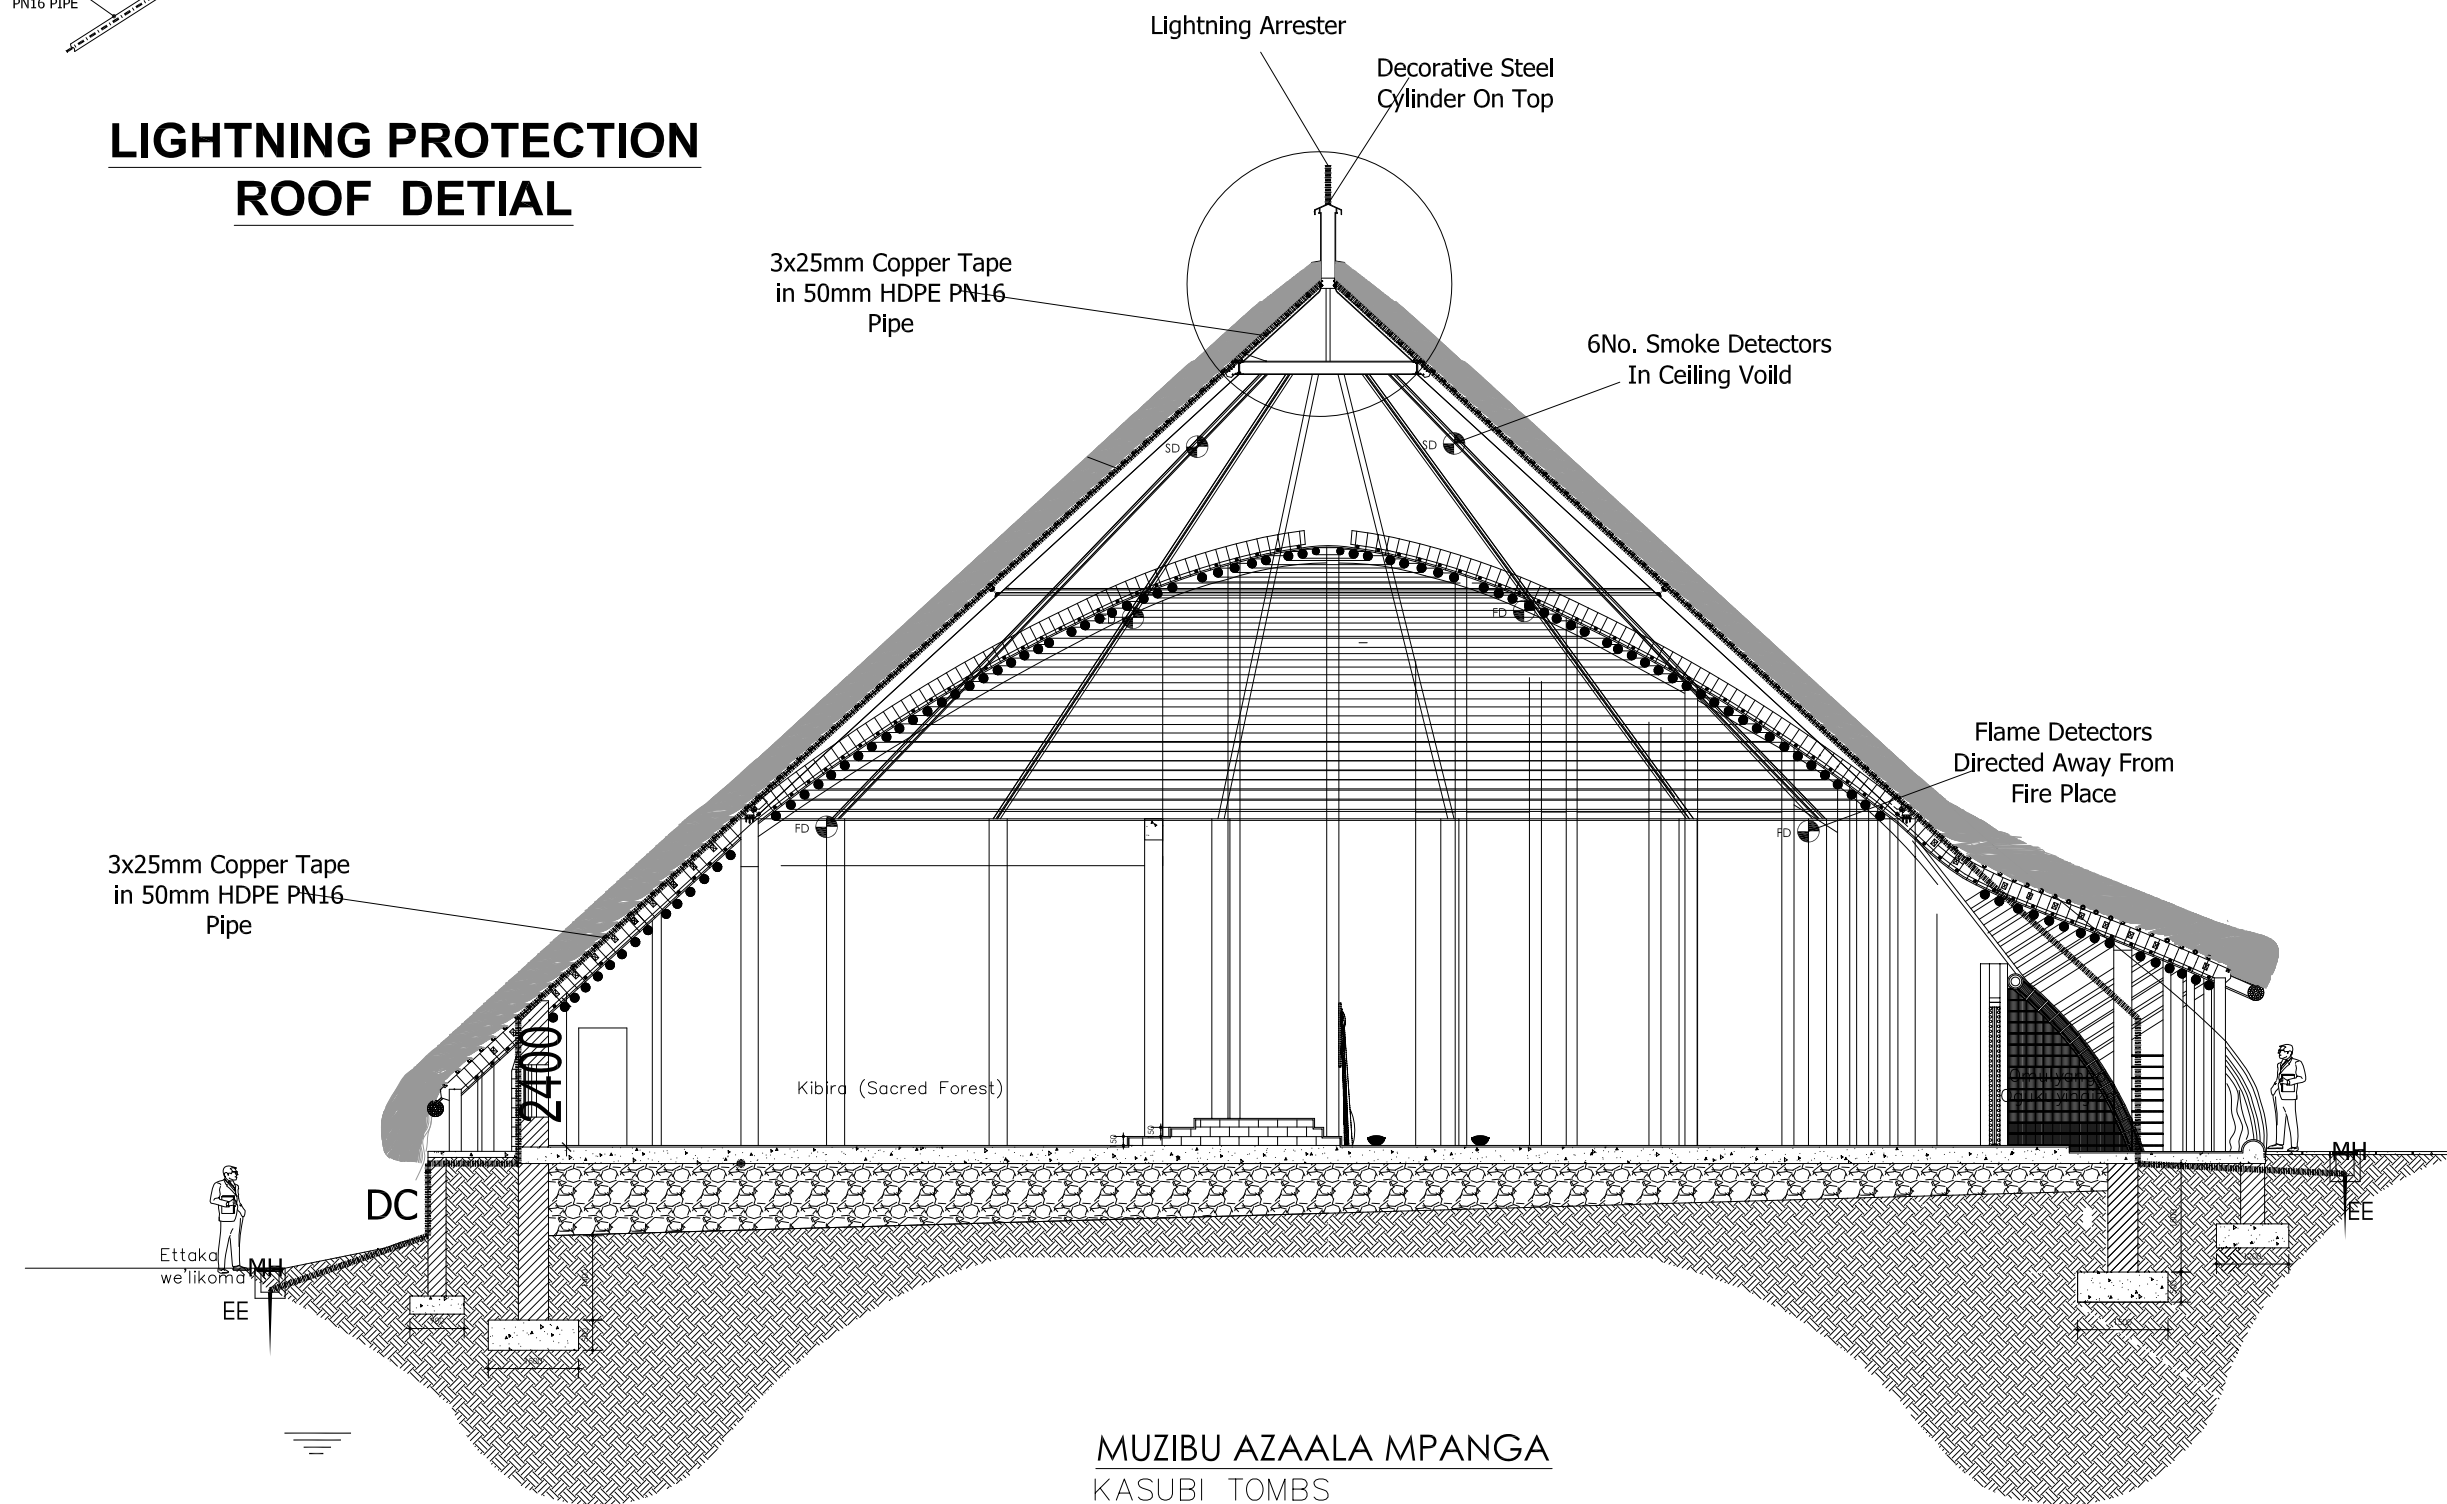 PN16 PIPE
Lightning Arrester
Decorative Steel
Cylinder On Top
LIGHTNING PROTECTION
ROOF DETIAL
3x25mm Copper Tape
in 50mm HDPE PN16
Pipe
6No. Smoke Detectors
In Ceiling Voild
SD
SD
FD
Flame Detectors
Directed Away From
Fire Place
FD
FD
3x25mm Copper Tape
in 50mm HDPE PN16
Pipe
2400
Kibira (Sacred Forest)
150
150
MH
DC
EE
Ettaka
we'likoma
MH
EE
1500
MUZIBU AZAALA MPANGA
KASUBI TOMBS